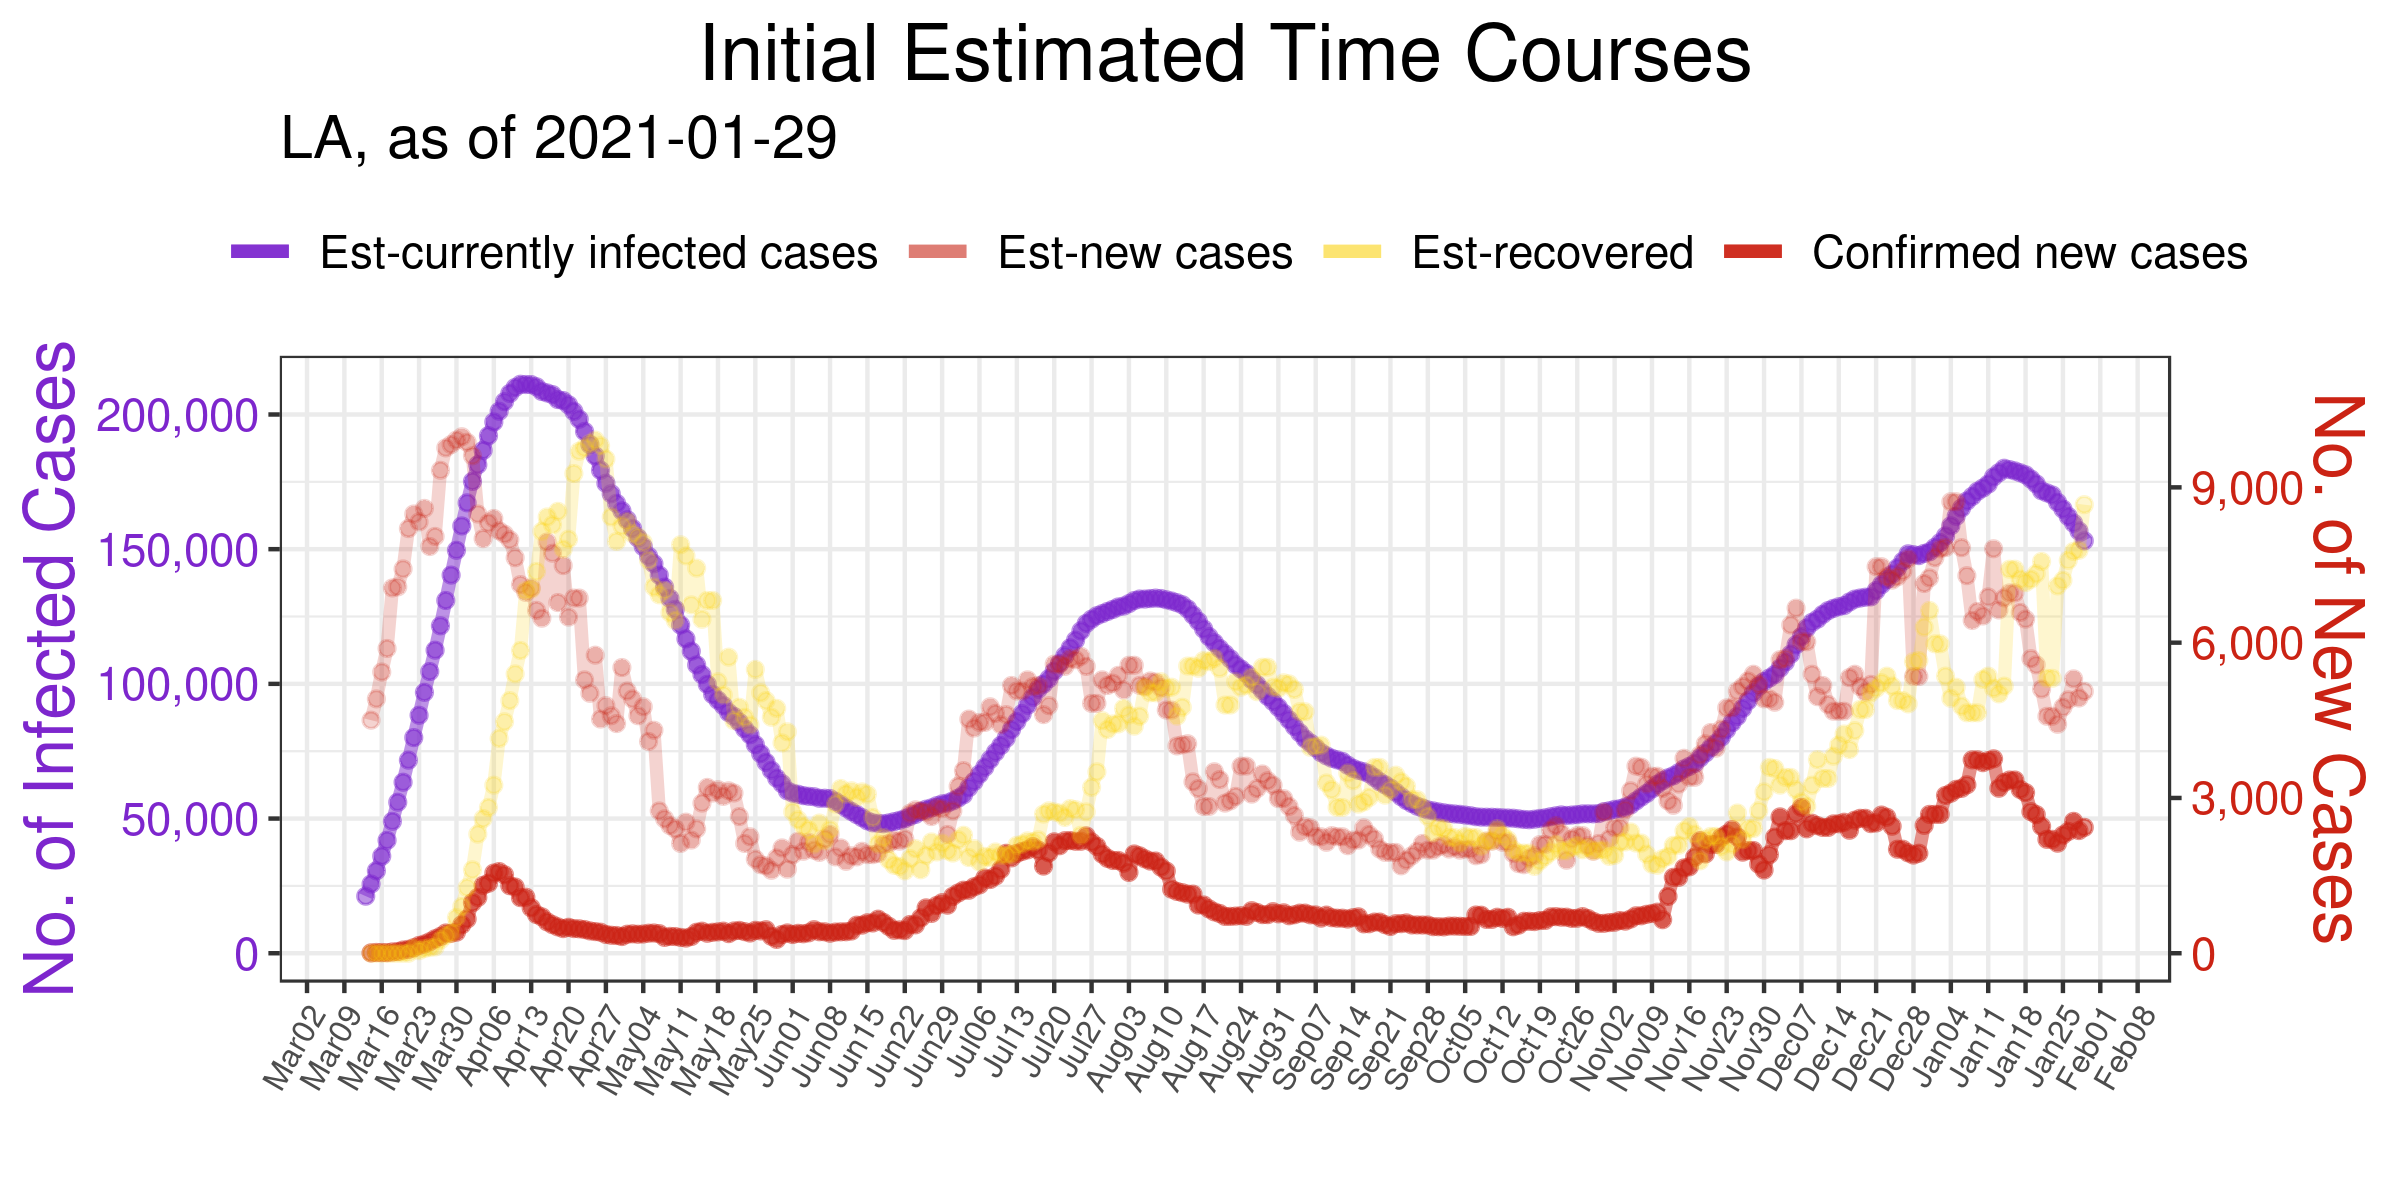 Initial Estimated Time Courses
LA, as of 2021-01-29
Est-currently infected cases Est-new cases Est-recovered Confirmed new cases
No. of Infected Cases
200,000
150,000
100,000
50,000
0
9,000
6,000
3,000
0
No. of New Cases
Mar02 Mar09 Mar16 Mar23 Mar30 Apr06 Apr13 Apr20 Apr27 May04 May11 May18 May25 Jun01 Jun08 Jun15 Jun22 Jun29 Jul06 Jul13 Jul20 Jul27 Aug03 Aug10 Aug17 Aug24 Aug31 Sep07 Sep14 Sep21 Sep28 Oct05 Oct12 Oct19 Oct26 Nov02 Nov09 Nov16 Nov23 Nov30 Dec07 Dec14 Dec21 Dec28 Jan04 Jan11 Jan18 Jan25 Feb01 Feb08